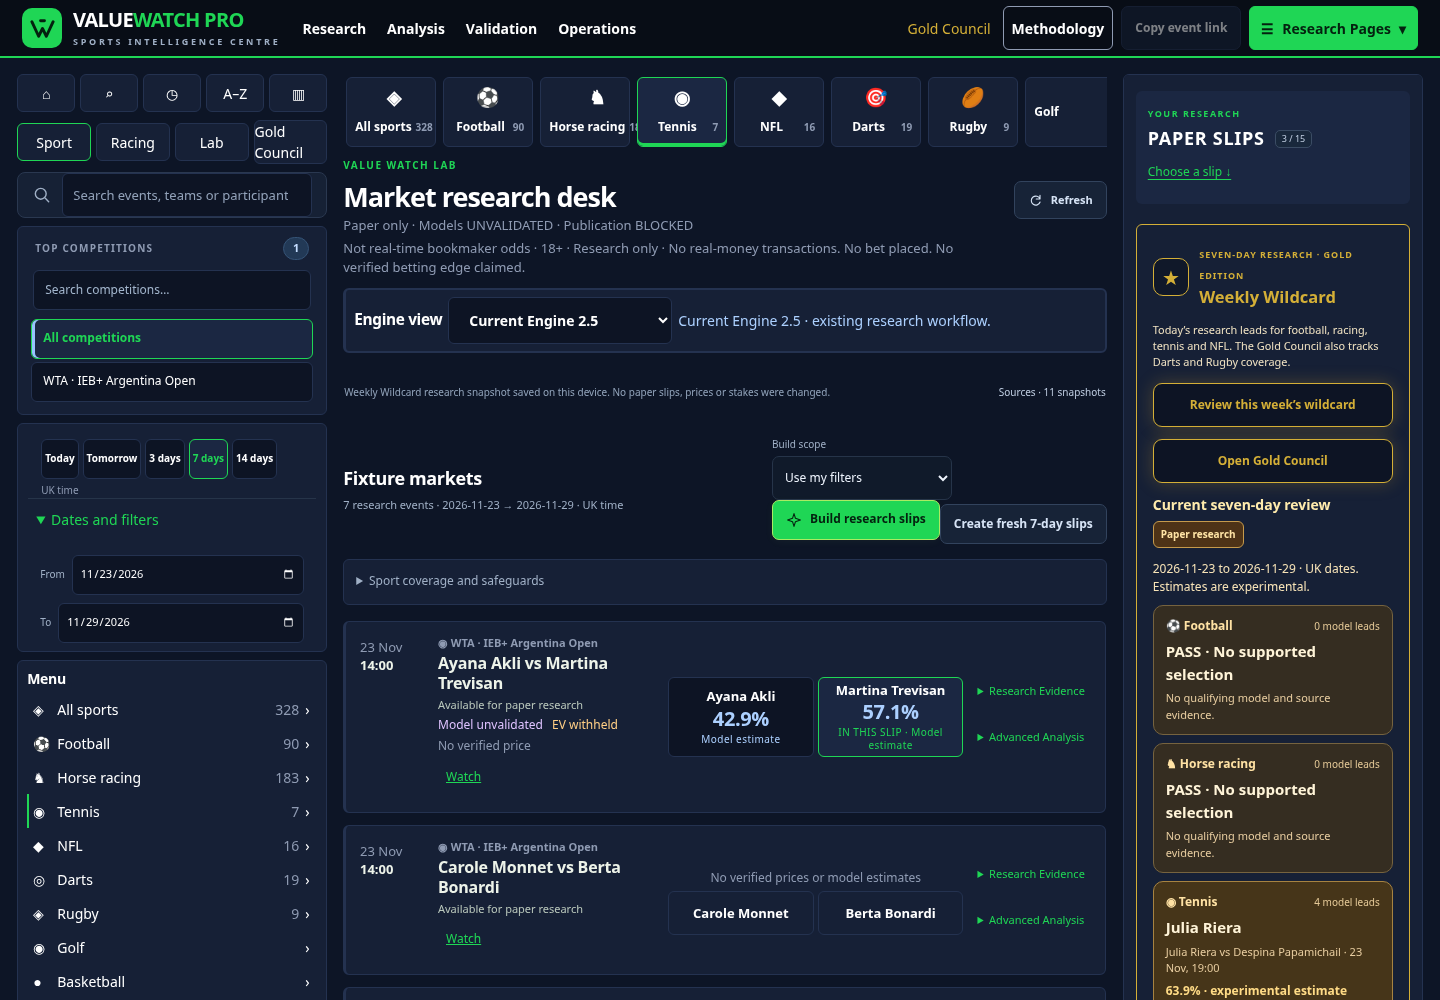 VALUEWATCH PRO
SPORTS INTELLIGENCE CENTRE
Research
Analysis
Validation
Operations
Gold Council
Methodology
Copy event link
☰ Research Pages ▾
A–Z
Sport
Racing
Lab
Gold
Council
Search events, teams or participant
TOP COMPETITIONS
1
Search competitions...
All competitions
WTA · IEB+ Argentina Open
Today
Tomorrow
3 days
7 days
14 days
UK time
▼ Dates and filters
From
11/23/2026
To
11/29/2026
Menu
All sports 328 ›
Football 90 ›
Horse racing 183 ›
Tennis 7 ›
NFL 16 ›
Darts 19 ›
Rugby 9 ›
Golf ›
Basketball ›
All sports 328
Football 90
Horse racing 18
Tennis 7
NFL 16
Darts 19
Rugby 9
Golf
VALUE WATCH LAB
Market research desk
Refresh
Paper only · Models UNVALIDATED · Publication BLOCKED
Not real-time bookmaker odds · 18+ · Research only · No real-money transactions. No bet placed. No
verified betting edge claimed.
Engine view
Current Engine 2.5
Current Engine 2.5 · existing research workflow.
Weekly Wildcard research snapshot saved on this device. No paper slips, prices or stakes were changed.
Sources · 11 snapshots
Fixture markets
7 research events · 2026-11-23 → 2026-11-29 · UK time
Build scope
Use my filters
Build research slips
Create fresh 7-day slips
▶ Sport coverage and safeguards
23 Nov
14:00
WTA · IEB+ Argentina Open
Ayana Akli vs Martina
Trevisan
Available for paper research
Model unvalidated EV withheld
No verified price
Watch
Ayana Akli
42.9%
Model estimate
Martina Trevisan
57.1%
IN THIS SLIP · Model
estimate
▶ Research Evidence
▶ Advanced Analysis
23 Nov
14:00
WTA · IEB+ Argentina Open
Carole Monnet vs Berta
Bonardi
Available for paper research
Watch
No verified prices or model estimates
Carole Monnet
Berta Bonardi
▶ Research Evidence
▶ Advanced Analysis
YOUR RESEARCH
PAPER SLIPS
3 / 15
Choose a slip ↓
SEVEN-DAY RESEARCH · GOLD
EDITION
Weekly Wildcard
Today's research leads for football, racing,
tennis and NFL. The Gold Council also tracks
Darts and Rugby coverage.
Review this week's wildcard
Open Gold Council
Current seven-day review
Paper research
2026-11-23 to 2026-11-29 · UK dates.
Estimates are experimental.
Football
0 model leads
PASS · No supported
selection
No qualifying model and source
evidence.
Horse racing
0 model leads
PASS · No supported
selection
No qualifying model and source
evidence.
Tennis
4 model leads
Julia Riera
Julia Riera vs Despina Papamichail · 23
Nov, 19:00
63.9% · experimental estimate